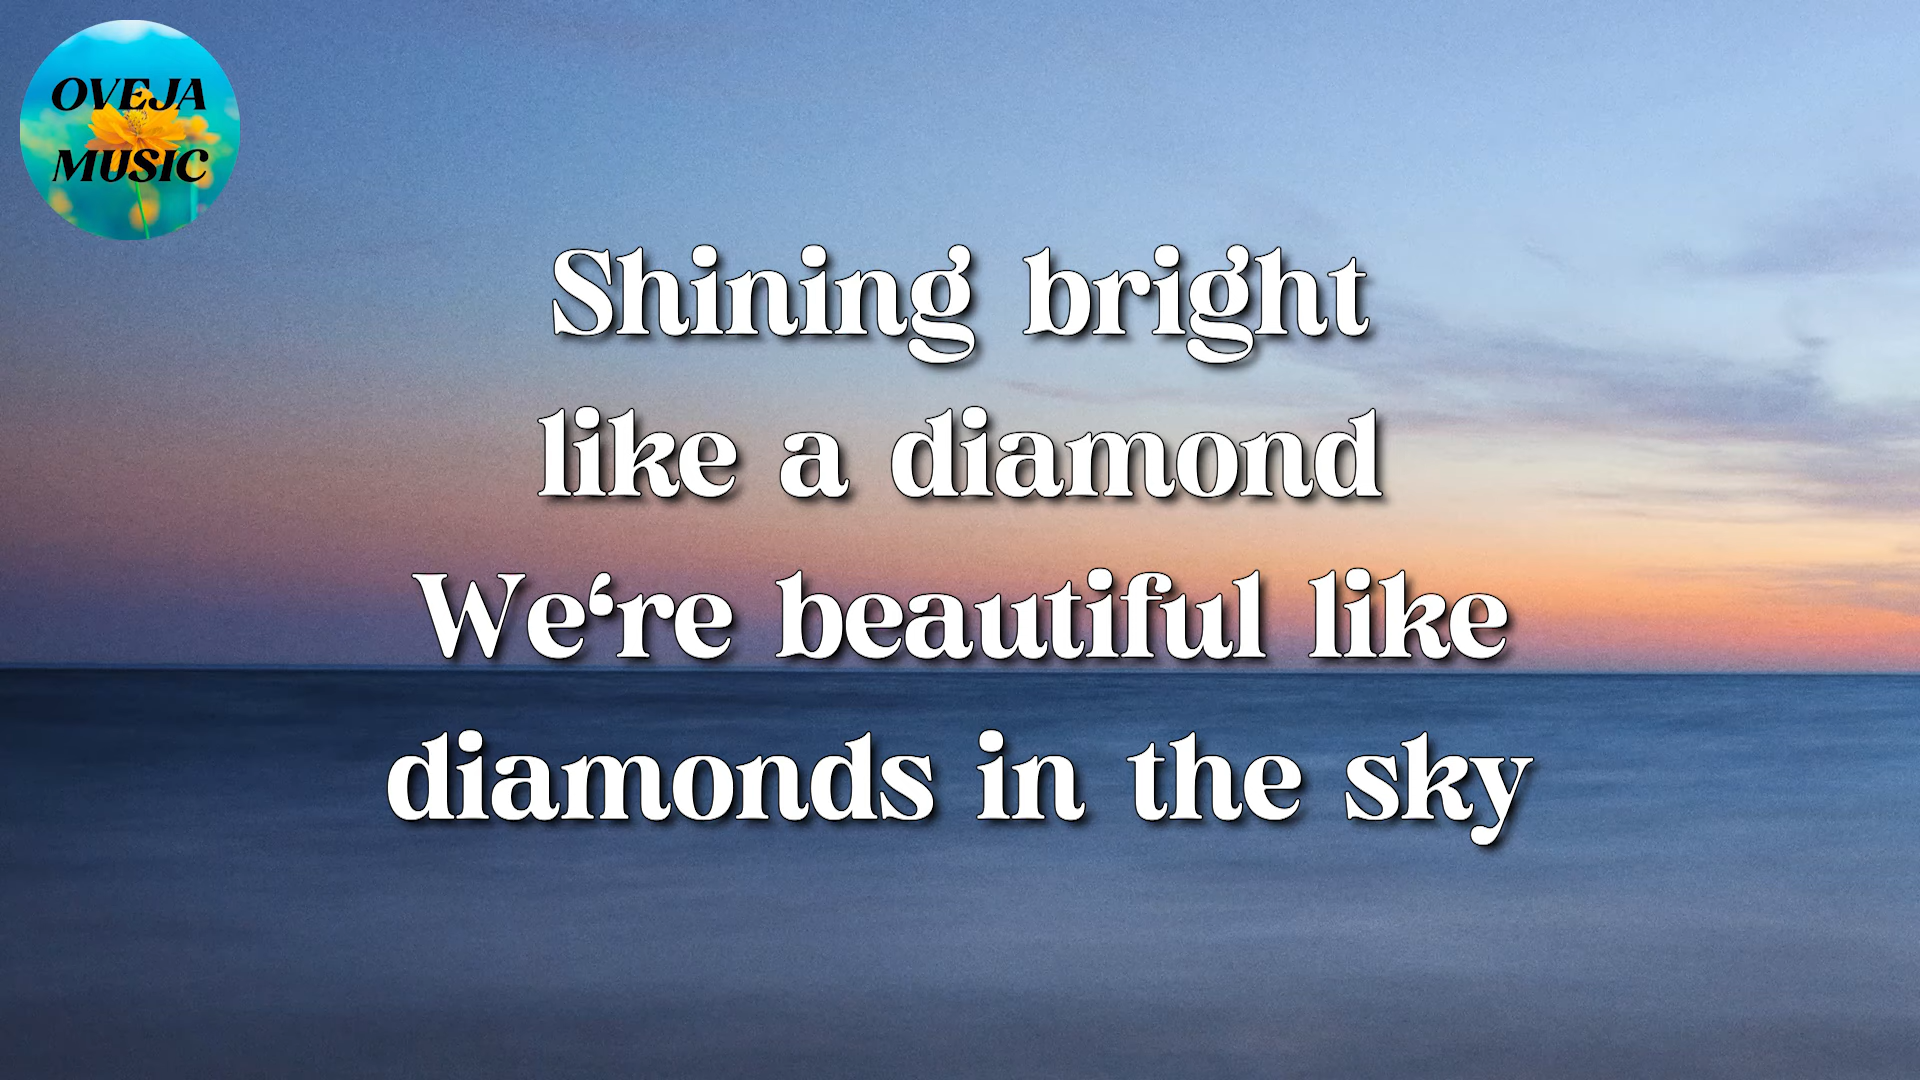 OVEJA
MUSIC
Shining bright
like a diamond
We‘re beautiful like
diamonds in the sky